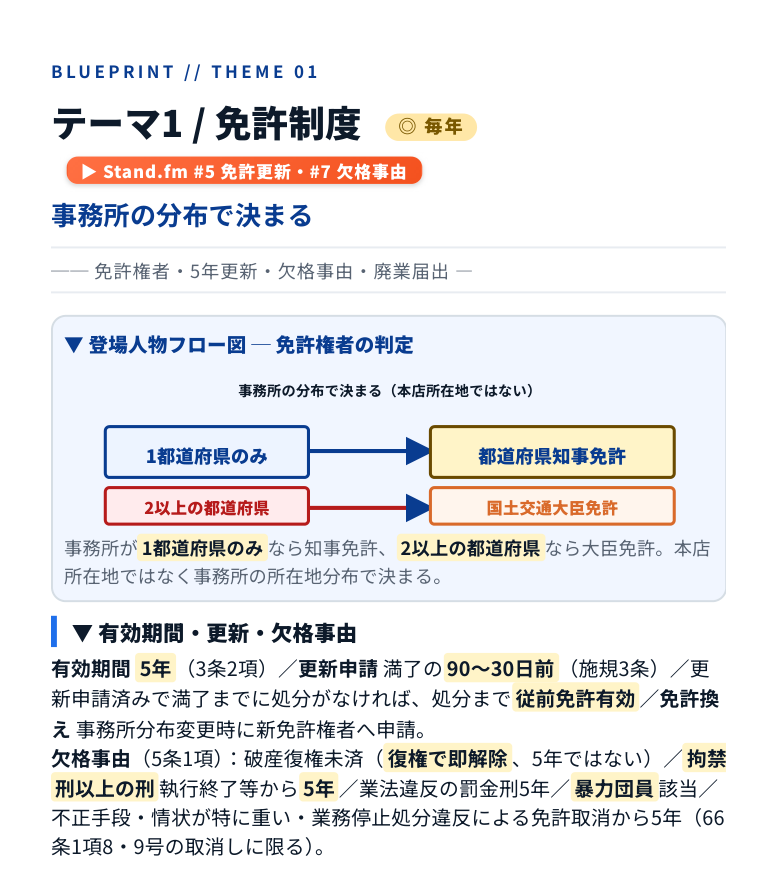 BLUEPRINT // THEME 01
テーマ1 / 免許制度 ◎ 毎年
▶ Stand.fm #5 免許更新・#7 欠格事由
事務所の分布で決まる
—— 免許権者・5年更新・欠格事由・廃業届出 —
▼ 登場人物フロー図 — 免許権者の判定
事務所の分布で決まる（本店所在地ではない）
1都道府県のみ 都道府県知事免許
2以上の都道府県 国土交通大臣免許
事務所が 1都道府県のみ なら知事免許、 2以上の都道府県 なら大臣免許。本店
所在地ではなく事務所の所在地分布で決まる。
▼ 有効期間・更新・欠格事由
有効期間 5年（3条2項）／更新申請 満了の 90〜30日前（施規3条）／更
新申請済みで満了までに処分がなければ、処分まで 従前免許有効／免許換
え 事務所分布変更時に新免許権者へ申請。
欠格事由（5条1項）：破産復権未済（復権で即解除、5年ではない）／拘禁
刑以上の刑 執行終了等から 5年／業法違反の罰金刑5年／暴力団員 該当／
不正手段・情状が特に重い・業務停止処分違反による免許取消から5年（66
条1項8・9号の取消しに限る）。